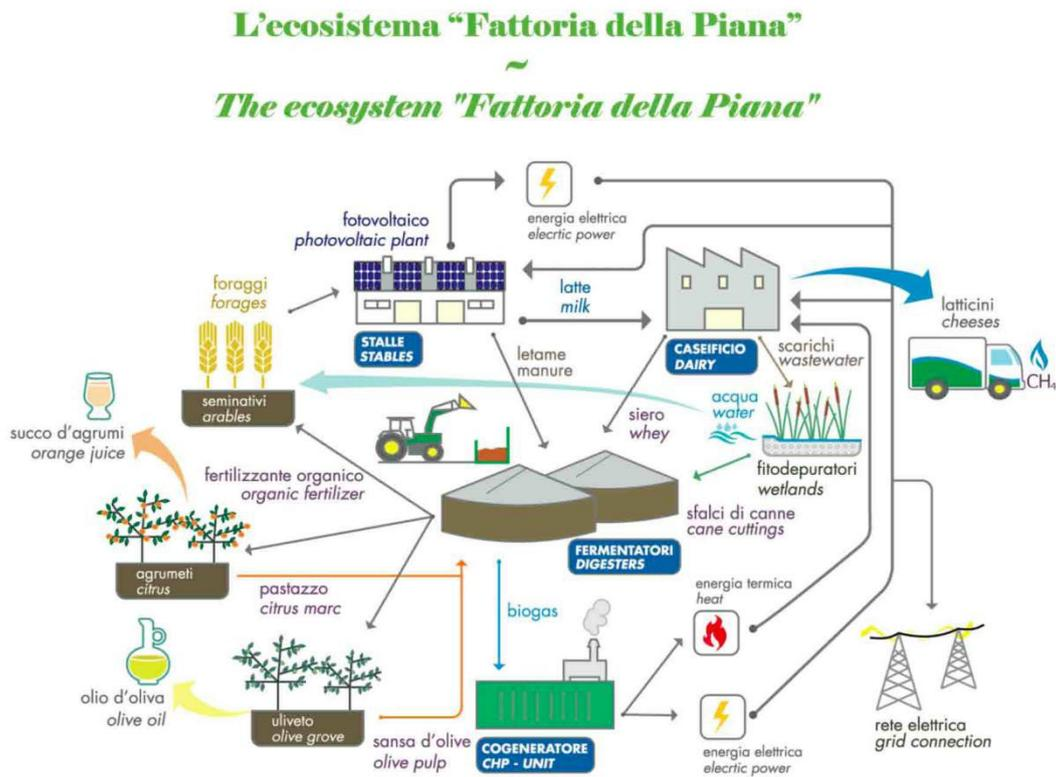 L'ecosistema “Fattoria della Piana”
~
The ecosystem "Fattoria della Piana"
energia elettrica
elecrtic power
fotovoltaico
photovoltaic plant
foraggi
forages
latte
milk
latticini
cheeses
STALLE
STABLES
letame
manure
CASEIFICIO
DAIRY
scarichi
wastewater
CH4
seminativi
arables
siero
whey
acqua
water
succo d'agrumi
orange juice
fertilizzante organico
organic fertilizer
fitodepuratori
wetlands
sfalci di canne
cane cuttings
FERMENTATORI
DIGESTERS
agrumeti
citrus
pastazzo
citrus marc
biogas
energia termica
heat
olio d'oliva
olive oil
uliveto
olive grove
sansa d'olive
olive pulp
COGENERATORE
CHP - UNIT
energia elettrica
elecrtic power
rete elettrica
grid connection